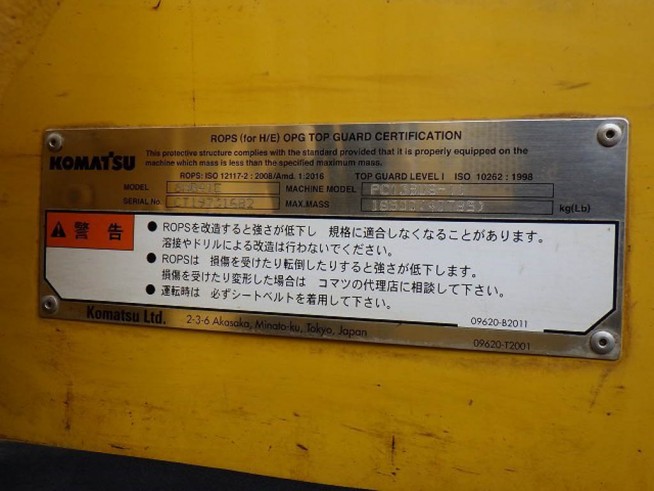 ROPS (for H/E) OPG TOP GUARD CERTIFICATION
KOMATSU
This protective structure complies with the standard provided that it is properly equipped on the
machine which mass is less than the specified maximum mass.
ROPS: ISO 12117-2 : 2008/Amd. 1:2016 TOP GUARD LEVEL I ISO 10262 : 1998
MODEL MACHINE MODEL
SERIAL No. MAX.MASS kg(Lb)
警告
● ROPSを改造すると強さが低下し 規格に適合しなくなることがあります。
溶接やドリルによる改造は行わないでください。
● ROPSは 損傷を受けたり転倒したりすると強さが低下します。
損傷を受けたり変形した場合は コマツの代理店に相談して下さい。
● 運転時は 必ずシートベルトを着用して下さい。
09620-B2011
Komatsu Ltd. 2-3-6 Akasaka, Minato-ku, Tokyo, Japan
09620-T2001